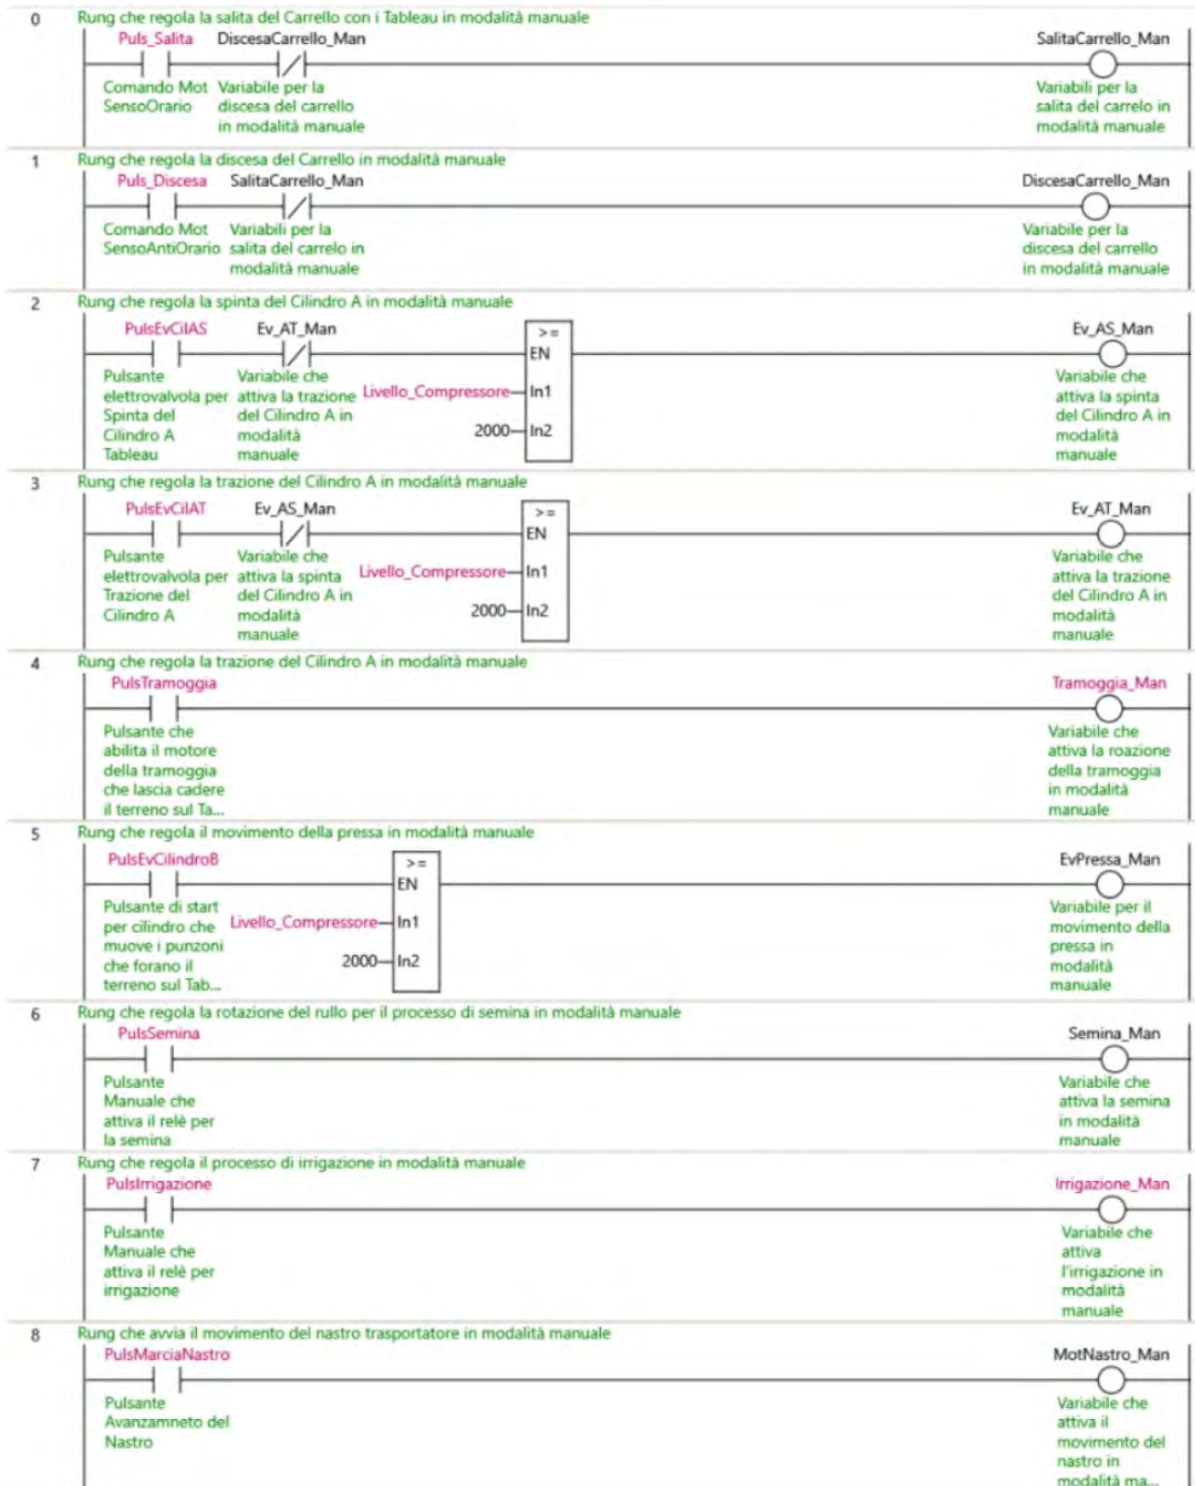 0 Rung che regola la salita del Carrello con i Tableau in modalità manuale
Puls_Salita DiscesaCarrello_Man SalitaCarrello_Man
Comando Mot Variabile per la Variabili per la
SensoOrario discesa del carrello salita del carrelo in
in modalità manuale modalità manuale
1 Rung che regola la discesa del Carrello in modalità manuale
Puls_Discesa SalitaCarrello_Man DiscesaCarrello_Man
Comando Mot Variabili per la Variabile per la
SensoAntiOrario salita del carrelo in discesa del carrello
modalità manuale in modalità manuale
2 Rung che regola la spinta del Cilindro A in modalità manuale
PulsEvCilAS Ev_AT_Man >= Ev_AS_Man
EN
Pulsante Variabile che Variabile che
elettrovalvola per attiva la trazione Livello_Compressore In1 attiva la spinta
Spinta del del Cilindro A in del Cilindro A in
Cilindro A modalità 2000 In2 modalità
Tableau manuale manuale
3 Rung che regola la trazione del Cilindro A in modalità manuale
PulsEvCilAT Ev_AS_Man >= Ev_AT_Man
EN
Pulsante Variabile che Variabile che
elettrovalvola per attiva la spinta Livello_Compressore In1 attiva la trazione
Trazione del del Cilindro A in del Cilindro A in
Cilindro A modalità 2000 In2 modalità
manuale manuale
4 Rung che regola la trazione del Cilindro A in modalità manuale
PulsTramoggia Tramoggia_Man
Pulsante che Variabile che
abilita il motore attiva la roazione
della tramoggia della tramoggia
che lascia cadere in modalità
il terreno sul Ta... manuale
5 Rung che regola il movimento della pressa in modalità manuale
PulsEvCilindroB >= EvPressa_Man
EN
Pulsante di start Variabile per il
per cilindro che Livello_Compressore In1 movimento della
muove i punzoni pressa in
che forano il 2000 In2 modalità
terreno sul Tab... manuale
6 Rung che regola la rotazione del rullo per il processo di semina in modalità manuale
PulsSemina Semina_Man
Pulsante Variabile che
Manuale che attiva la semina
attiva il relè per in modalità
la semina manuale
7 Rung che regola il processo di irrigazione in modalità manuale
PulsIrrigazione Irrigazione_Man
Pulsante Variabile che
Manuale che attiva
attiva il relè per l'irrigazione in
irrigazione modalità
manuale
8 Rung che avvia il movimento del nastro trasportatore in modalità manuale
PulsMarciaNastro MotNastro_Man
Pulsante Variabile che
Avanzamneto del attiva il
Nastro movimento del
nastro in
modalità ma...